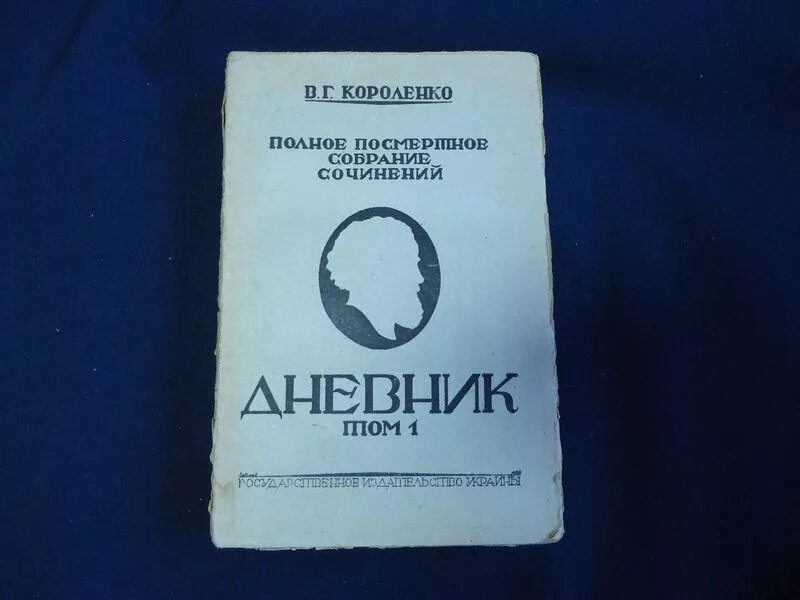 В.Г. КОРОЛЕНКО
ПОЛНОЕ ПОСМЕРТНОЕ
СОБРАНИЕ
СОЧИНЕНИЙ
ДНЕВНИК
ТОМ 1
ГОСУДАРСТВЕННОЕ ИЗДАТЕЛЬСТВО УКРАИНЫ